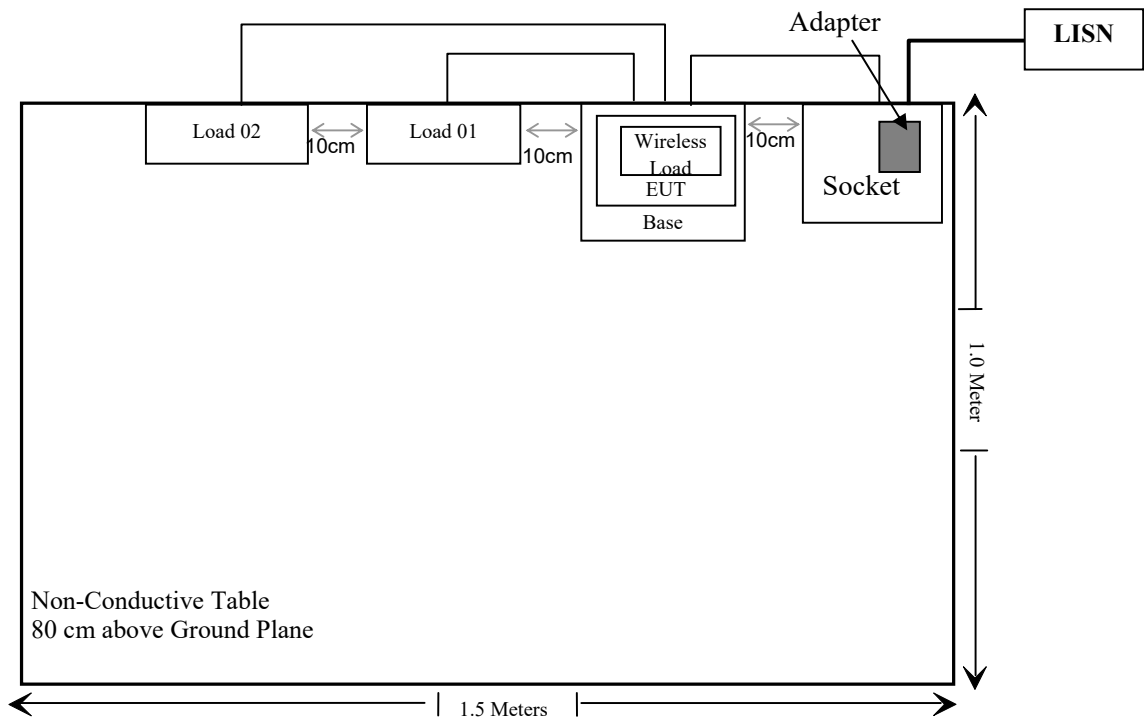 Adapter
LISN
Load 02
Load 01
10cm
10cm
10cm
Wireless
Load
EUT
Base
Socket
1.0 Meter
Non-Conductive Table
80 cm above Ground Plane
1.5 Meters